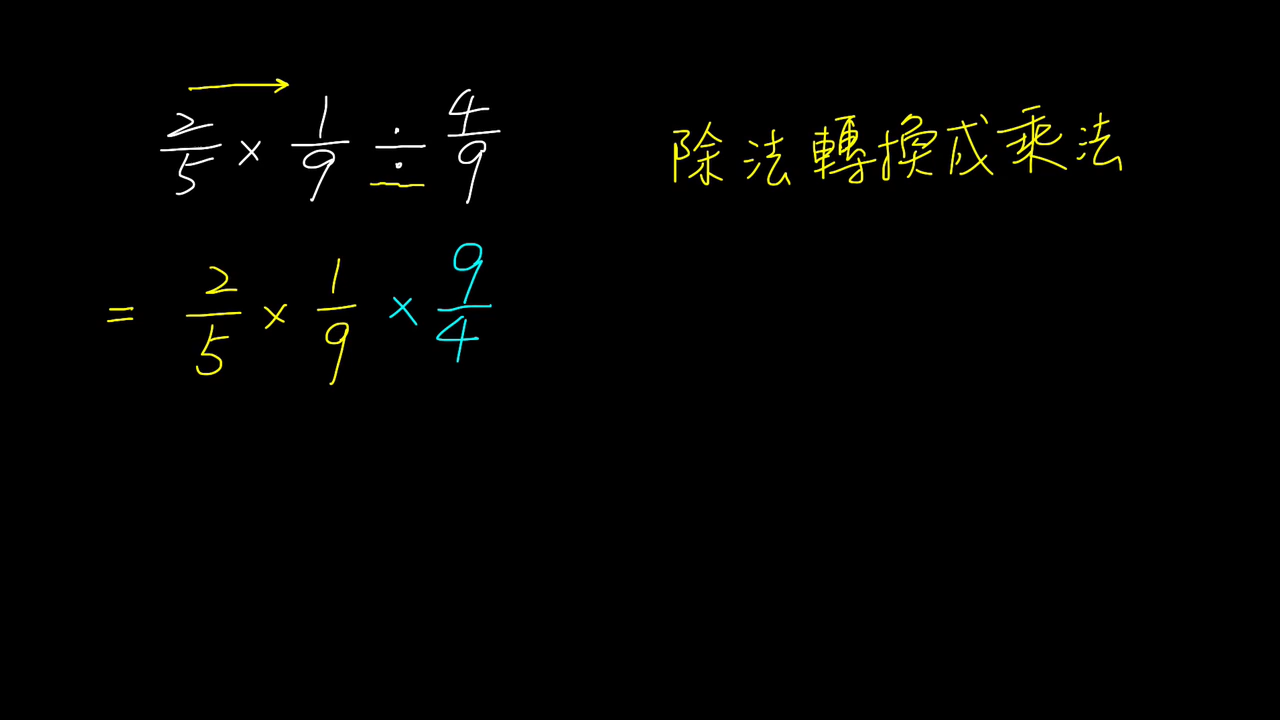 2/5 × 1/9 ÷ 4/9
除法轉換成乘法
= 2/5 × 1/9 × 9/4